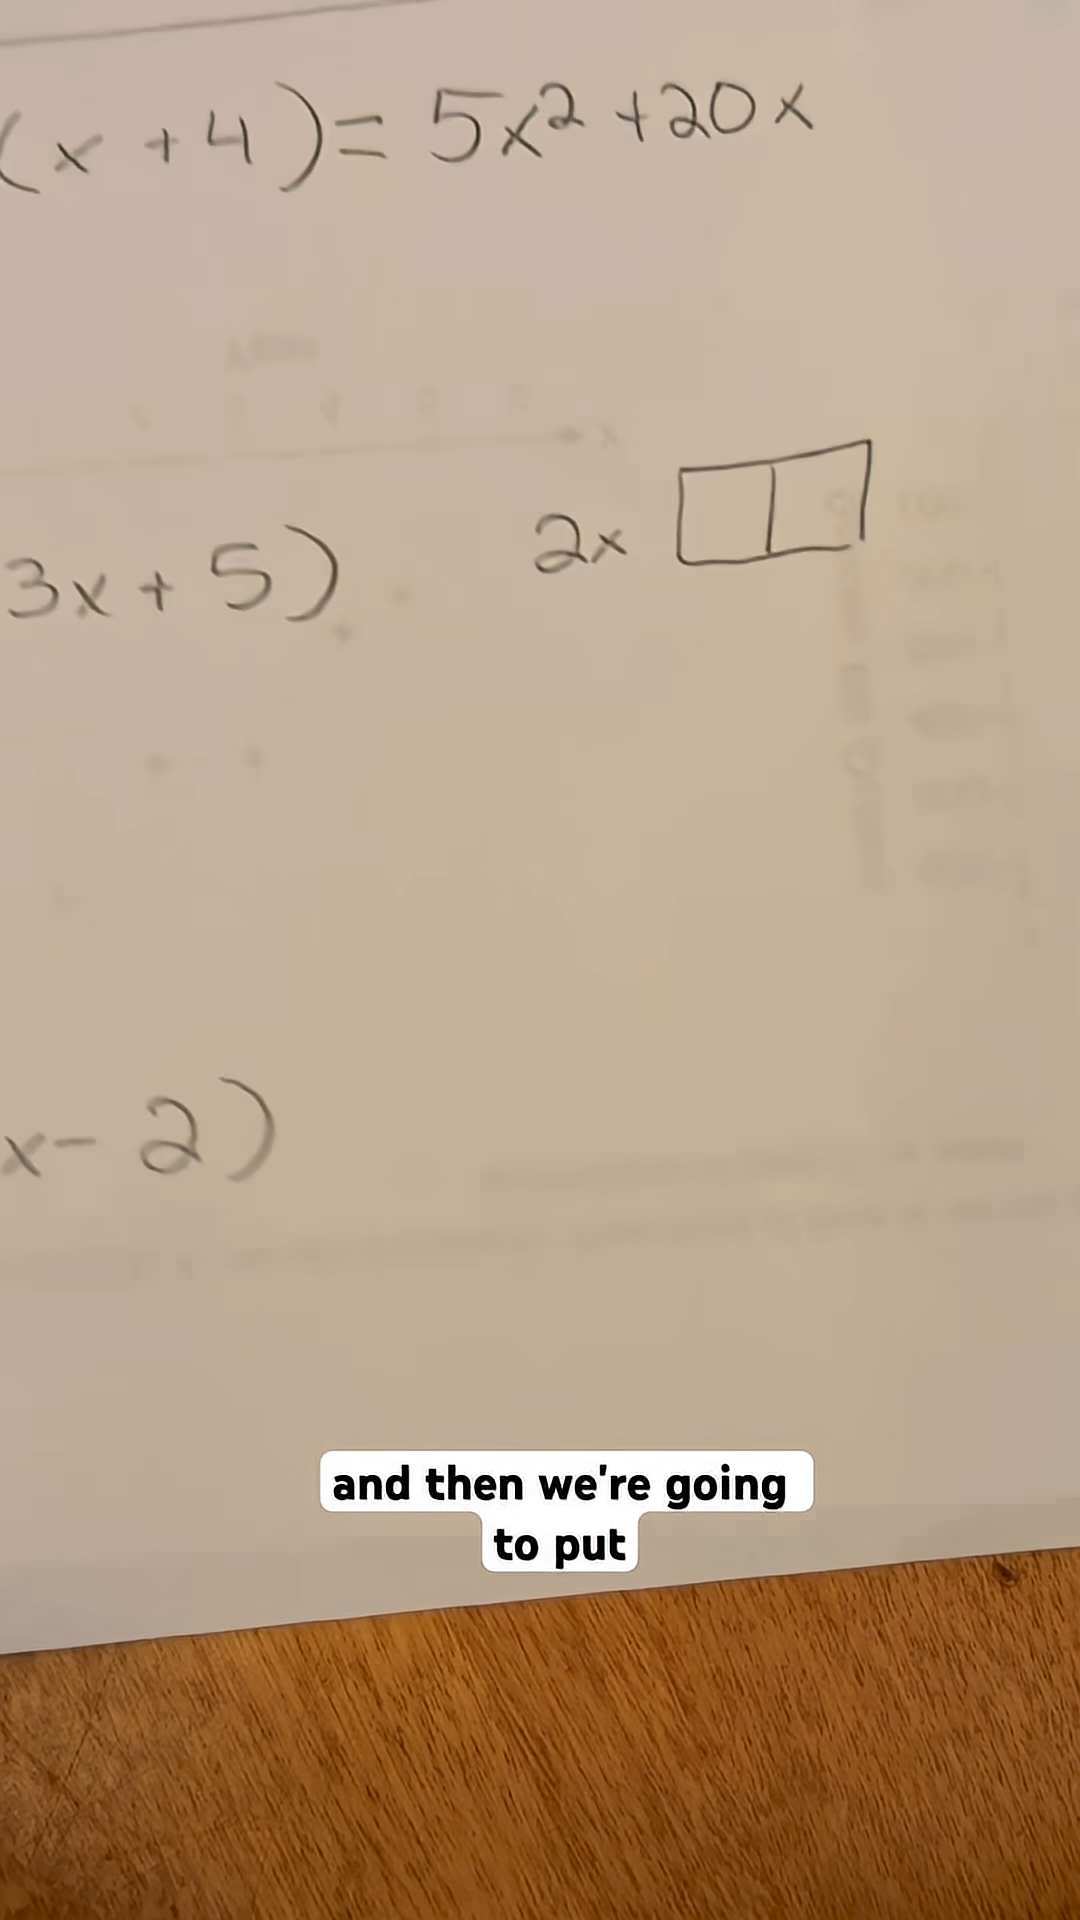 (x + 4) = 5x² + 20x
3x + 5)
2x
x - 2)
and then we're going
to put